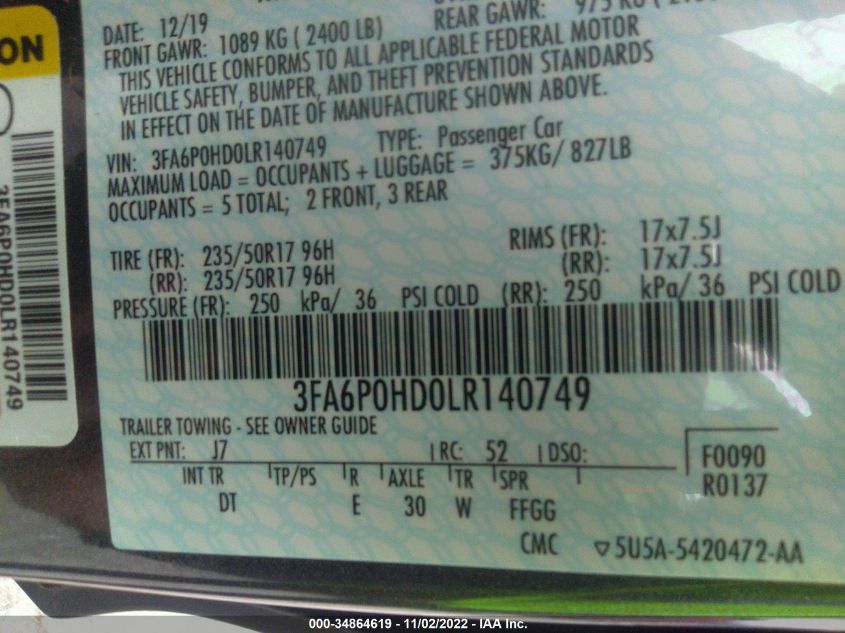 DATE: 12/19
FRONT GAWR: 1089 KG ( 2400 LB) REAR GAWR:
THIS VEHICLE CONFORMS TO ALL APPLICABLE FEDERAL MOTOR
VEHICLE SAFETY, BUMPER, AND THEFT PREVENTION STANDARDS
IN EFFECT ON THE DATE OF MANUFACTURE SHOWN ABOVE.
VIN: 3FA6P0HD0LR140749 TYPE: Passenger Car
MAXIMUM LOAD = OCCUPANTS + LUGGAGE = 375KG/ 827LB
OCCUPANTS = 5 TOTAL; 2 FRONT, 3 REAR
TIRE (FR): 235/50R17 96H RIMS (FR): 17x7.5J
(RR): 235/50R17 96H (RR): 17x7.5J
PRESSURE (FR): 250 kPa/ 36 PSI COLD (RR): 250 kPa/ 36 PSI COLD
3FA6P0HD0LR140749
TRAILER TOWING - SEE OWNER GUIDE
EXT PNT: J7 RC: 52 DSO: F0090
INT TR TP/PS R AXLE TR SPR R0137
DT E 30 W FFGG
CMC ▽5U5A-5420472-AA
ON
3FA6P0HD0LR140749
000-34864619 - 11/02/2022 - IAA Inc.